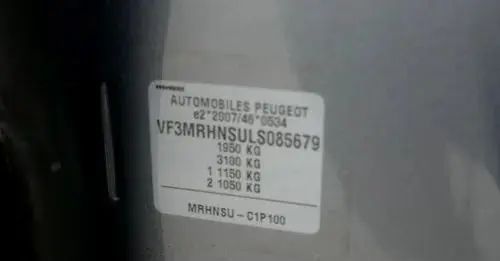 AUTOMOBILES PEUGEOT
e2*2007/46*0534
VF3MRHNSULS085679
1950 KG
3100 KG
1 1150 KG
2 1050 KG
MRHNSU-C1P100